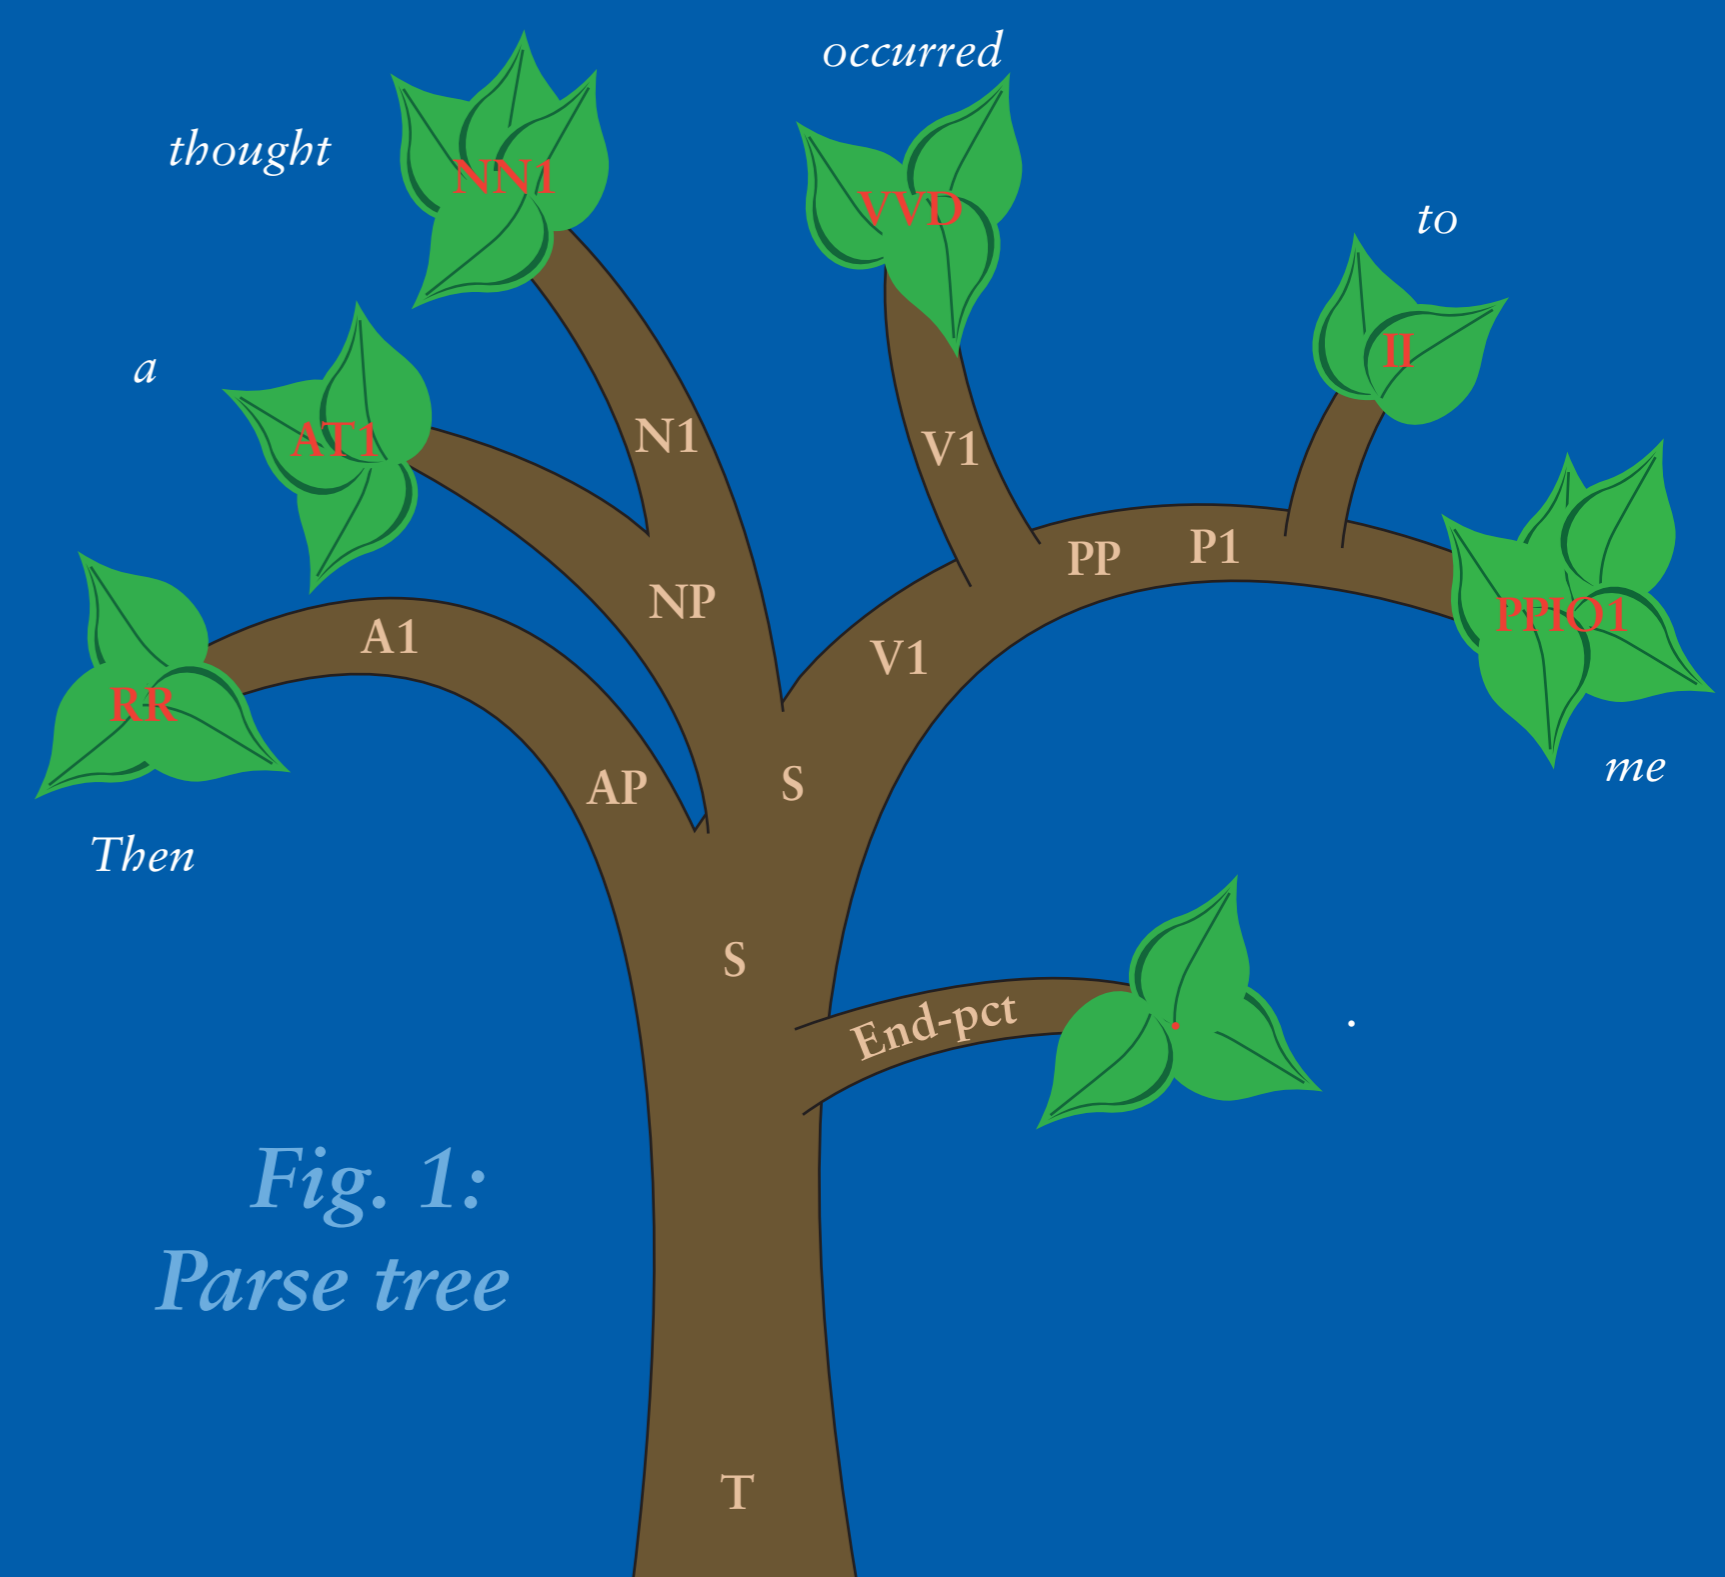 occurred
thought
NN1
VVD
to
II
a
AT1
N1
V1
PP
P1
NP
PPIO1
A1
V1
RR
me
AP
S
Then
S
End-pct
.
Fig. 1:
Parse tree
T